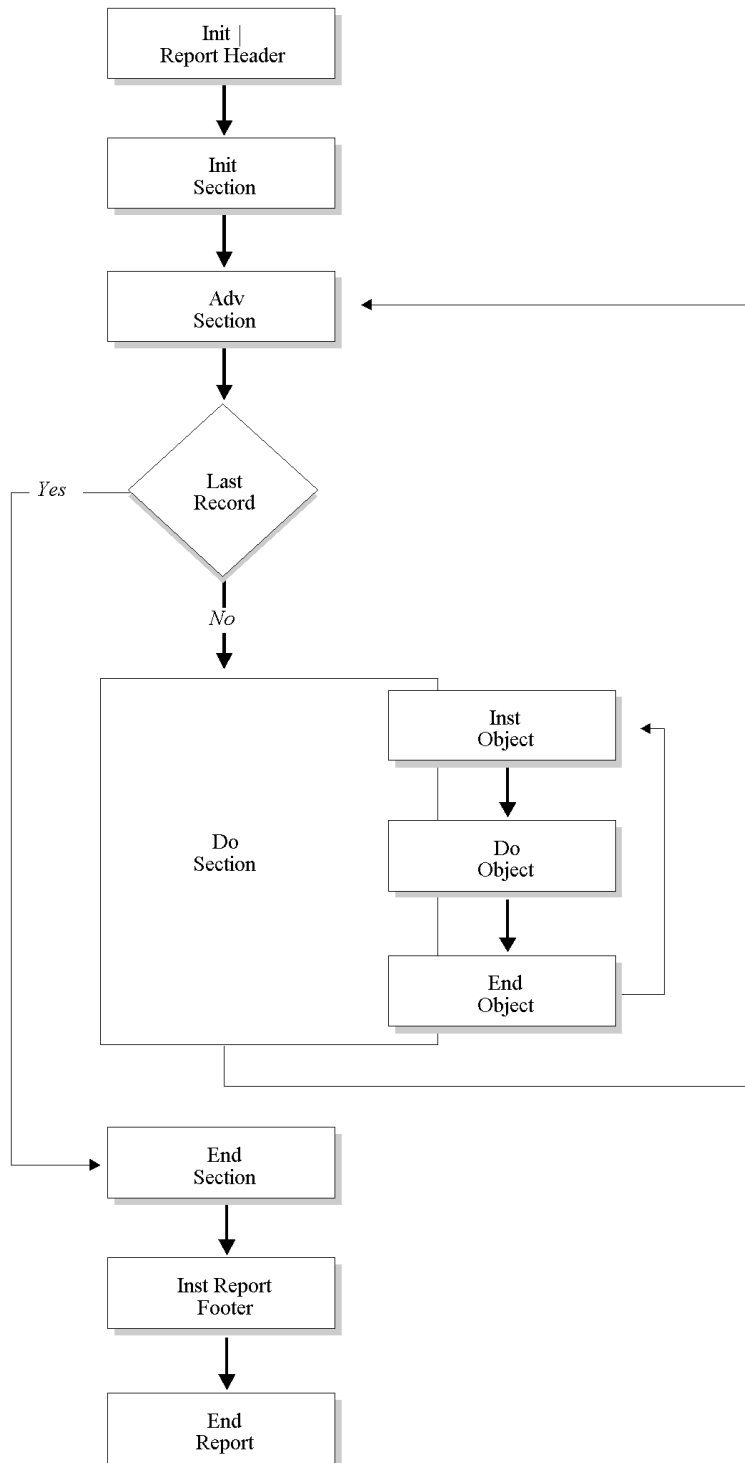 Init |
Report Header
Init
Section
Adv
Section
Last
Record
Yes
No
Do
Section
Inst
Object
Do
Object
End
Object
End
Section
Inst Report
Footer
End
Report